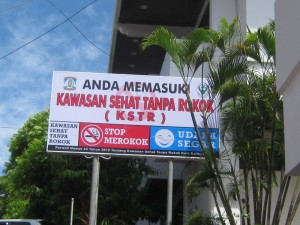 ANDA MEMASUKI
KAWASAN SEHAT TANPA ROKOK
( KSTR )
KAWASAN
SEHAT
TANPA
ROKOK
STOP
MEROKOK
UDARA
SEGAR